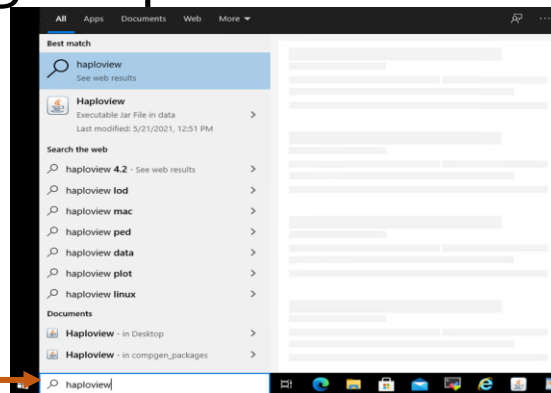 All Apps Documents Web More
Best match
haploview
See web results
Haploview
Executable Jar File in data
Last modified: 5/21/2021, 12:51 PM
Search the web
haploview 4.2 - See web results
haploview lod
haploview mac
haploview ped
haploview data
haploview plot
haploview linux
Documents
Haploview - in Desktop
Haploview - in compgen_packages
haploview